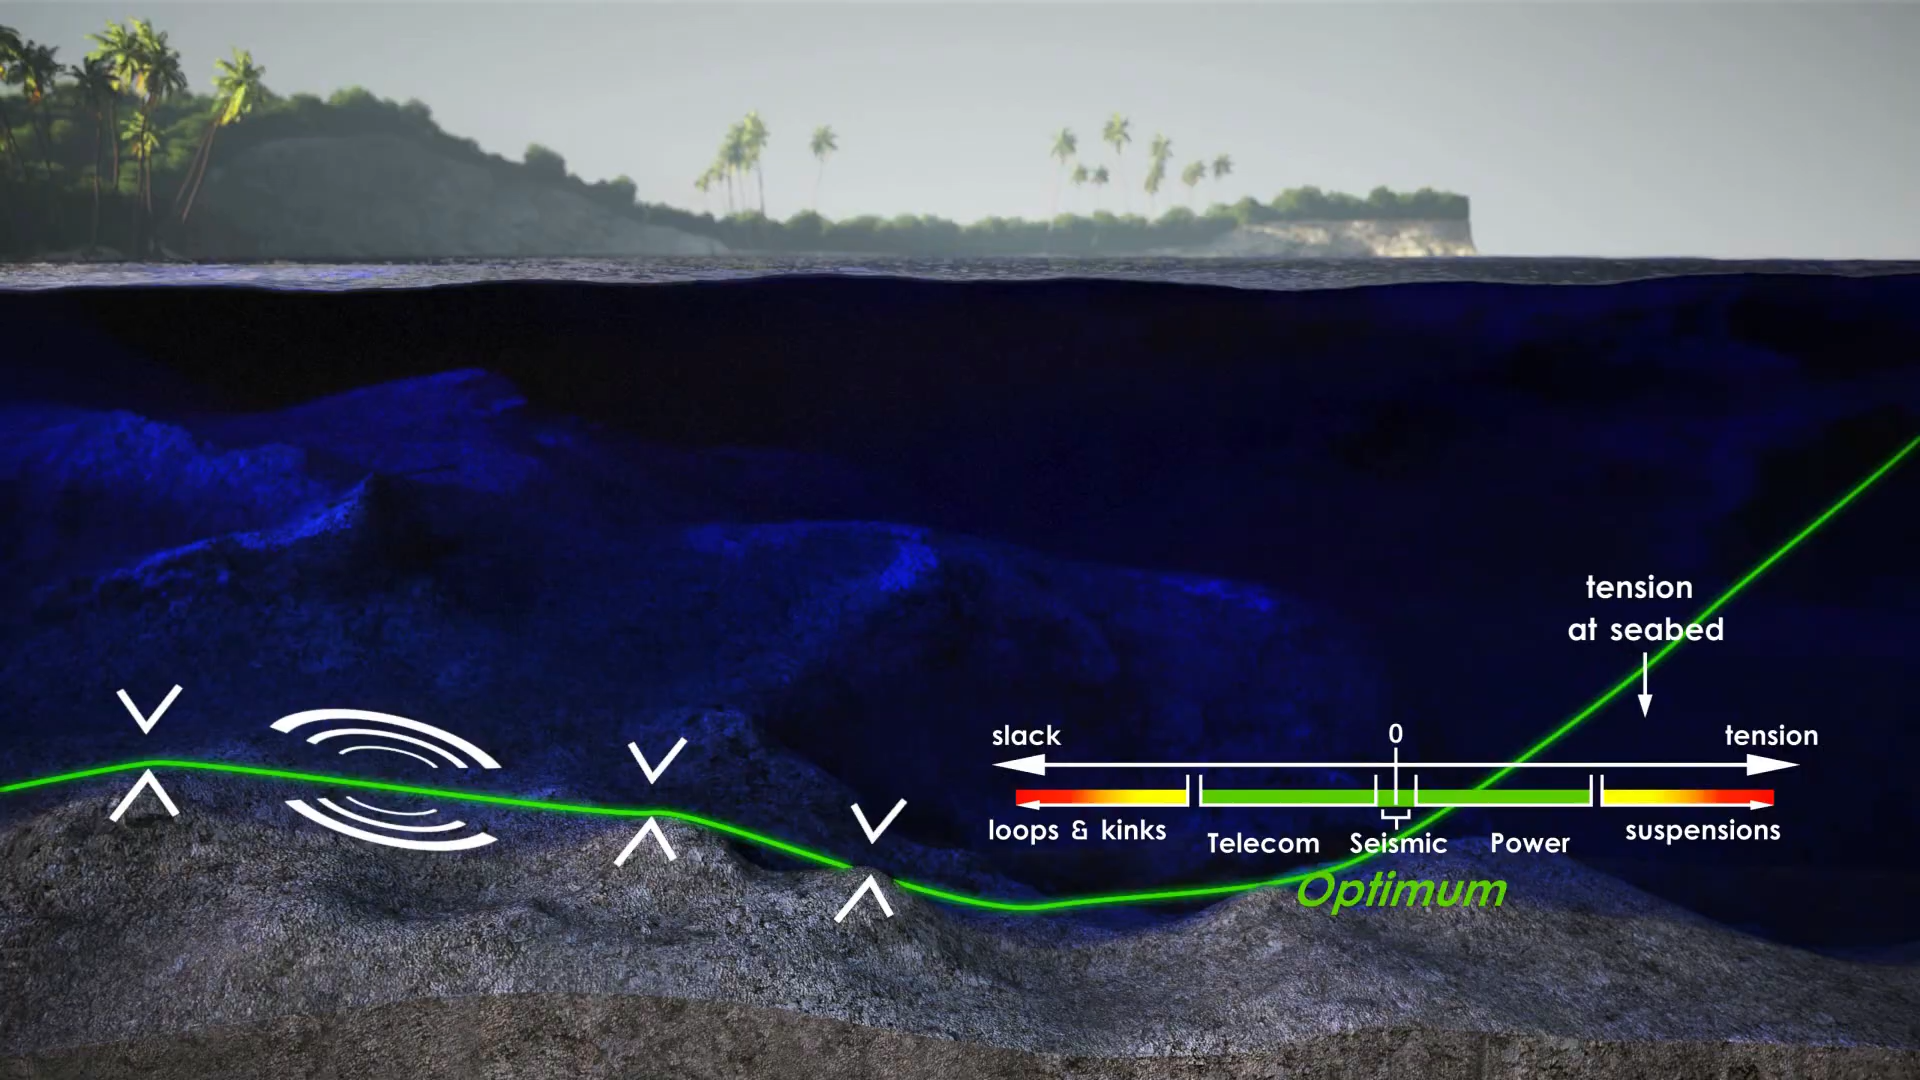 tension
at seabed
slack
0
tension
loops & kinks
Telecom
Seismic
Power
suspensions
Optimum